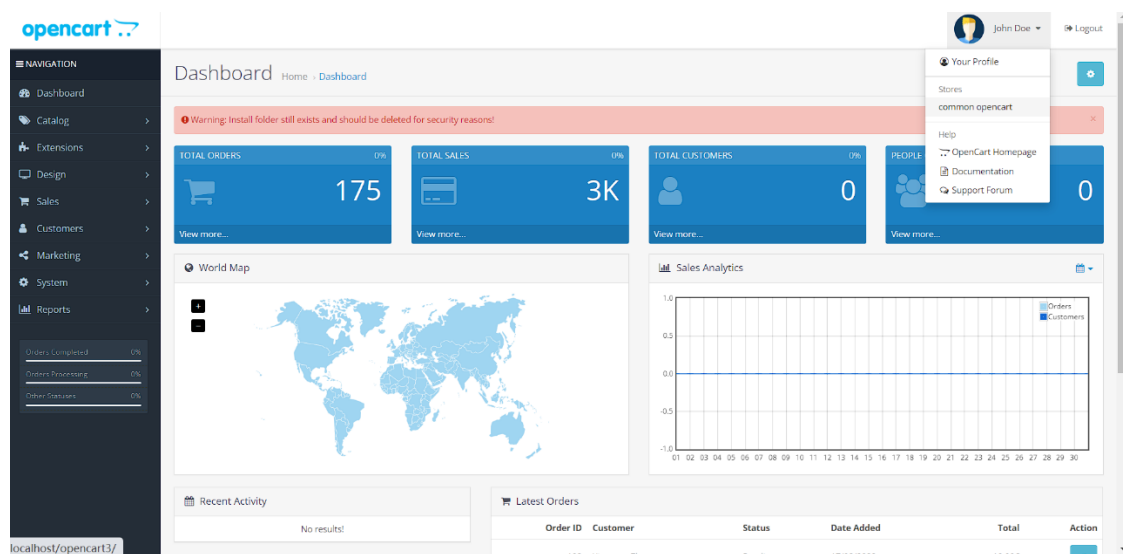 opencart
John Doe
Logout
NAVIGATION
Dashboard
Catalog
Extensions
Design
Sales
Customers
Marketing
System
Reports
Orders Completed 0%
Orders Processing 0%
Other Statuses 0%
Dashboard Home › Dashboard
Your Profile
Stores
common opencart
Help
OpenCart Homepage
Documentation
Support Forum
Warning: Install folder still exists and should be deleted for security reasons! ×
TOTAL ORDERS 0%
175
View more...
TOTAL SALES 0%
3K
View more...
TOTAL CUSTOMERS 0%
0
View more...
PEOPLE
0
View more...
World Map
+
−
Sales Analytics
Orders
Customers
1.0
0.5
0.0
-0.5
-1.0
01 02 03 04 05 06 07 08 09 10 11 12 13 14 15 16 17 18 19 20 21 22 23 24 25 26 27 28 29 30
Recent Activity
No results!
Latest Orders
Order ID Customer Status Date Added Total Action
localhost/opencart3/